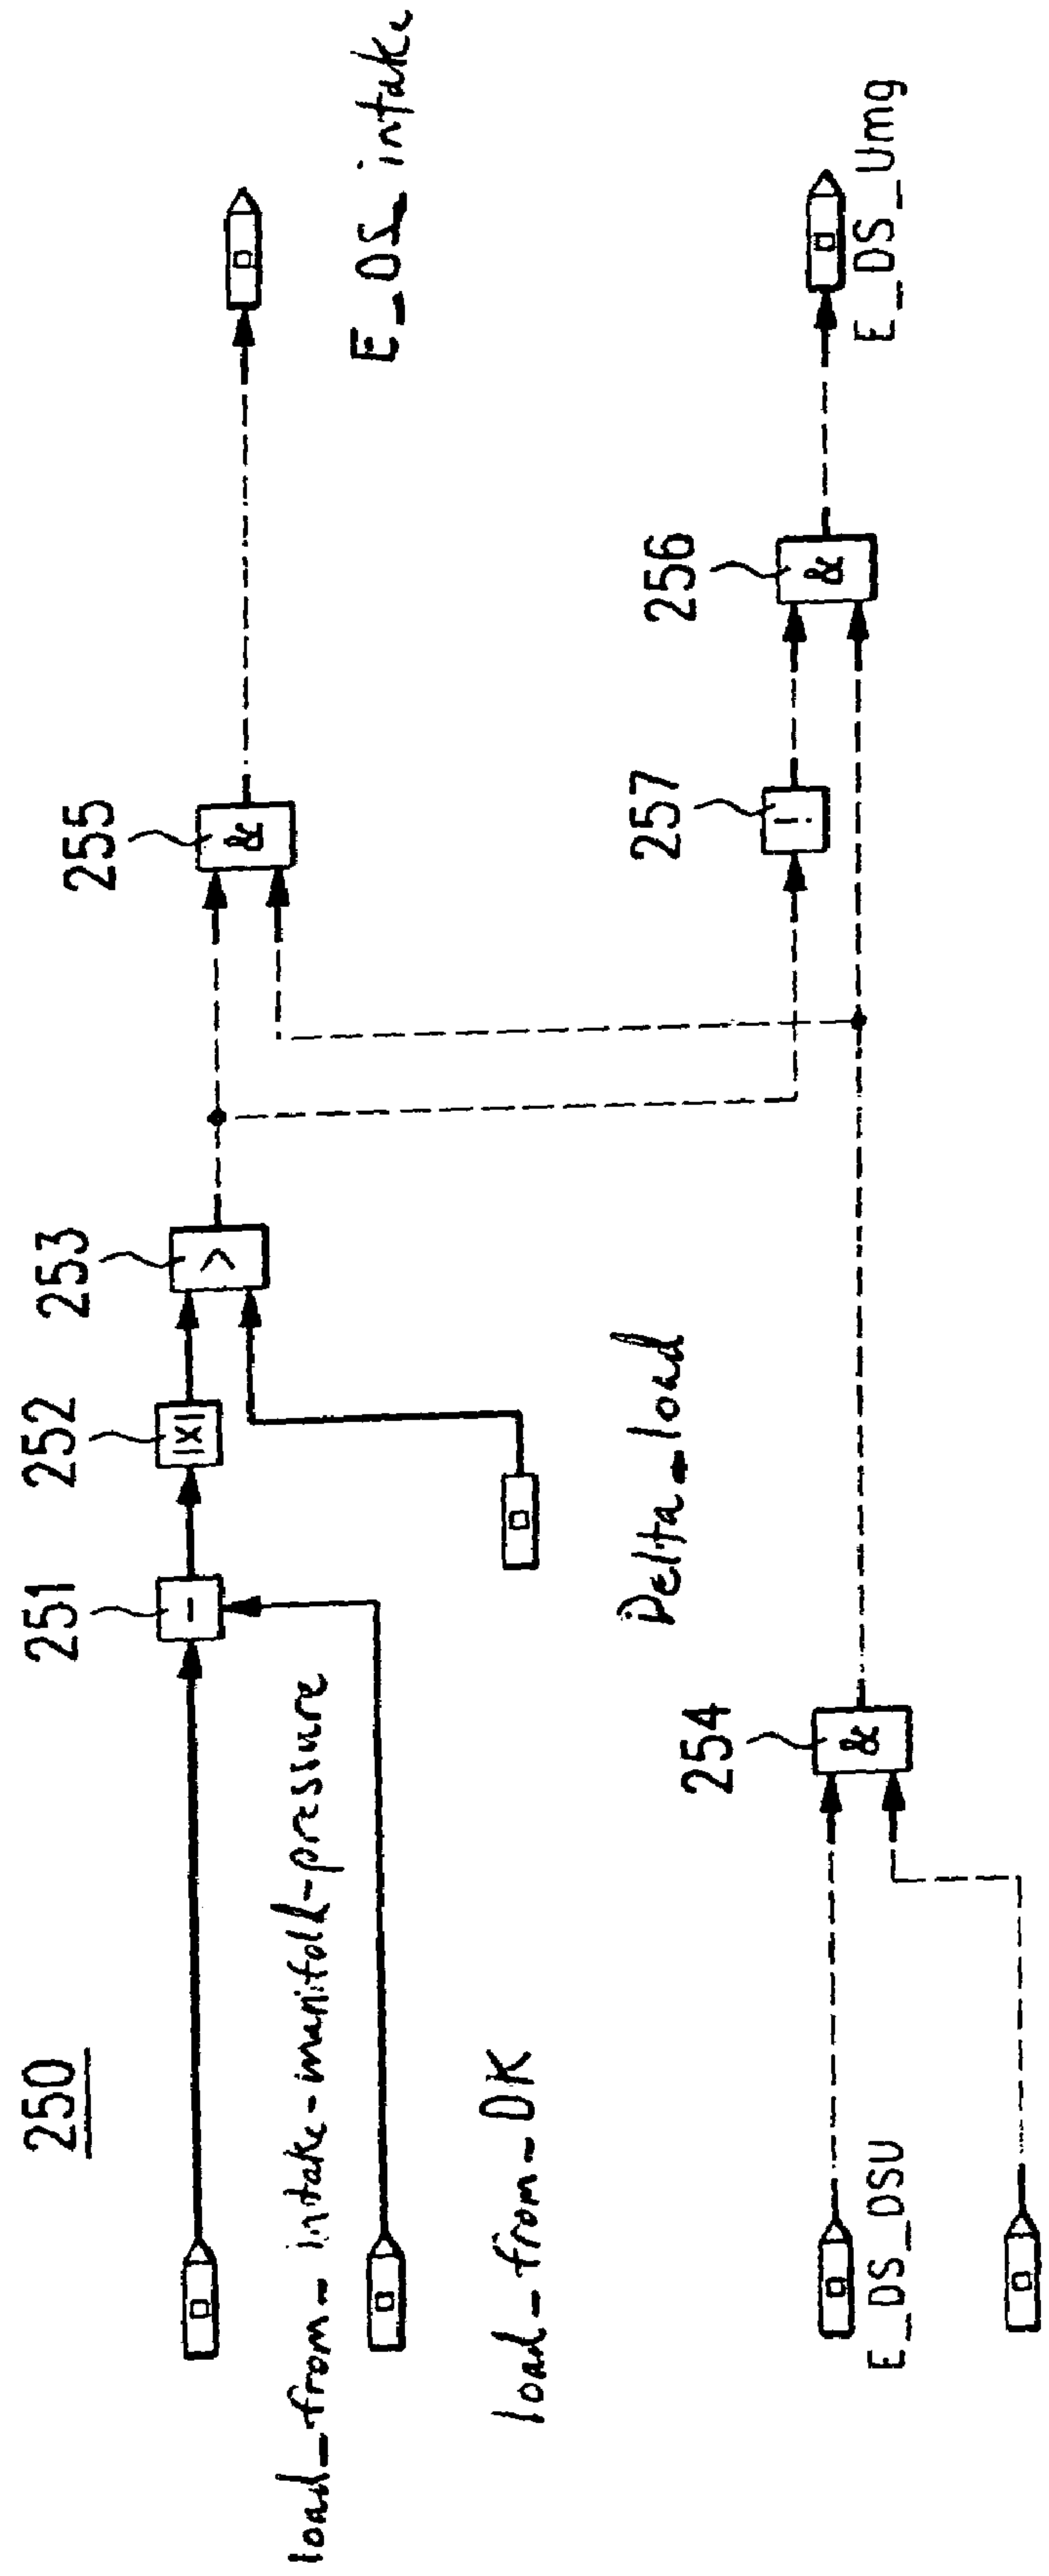 250
251
252
253
255
-
|x|
>
&
E_DS_intake
load_from_intake-manifold-pressure
load_from_DK
Delta_load
254
257
256
&
!
&
E_DS_DSU
E_DS_Umg